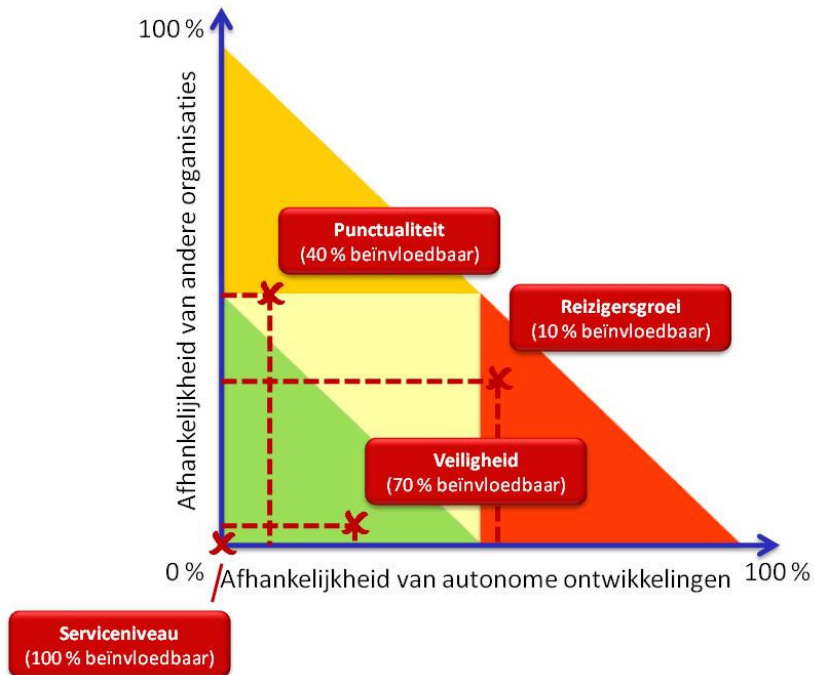 100 %
Afhankelijkheid van andere organisaties
Punctualiteit
(40 % beïnvloedbaar)
Reizigersgroei
(10 % beïnvloedbaar)
Veiligheid
(70 % beïnvloedbaar)
0 %
Afhankelijkheid van autonome ontwikkelingen
100 %
Serviceniveau
(100 % beïnvloedbaar)